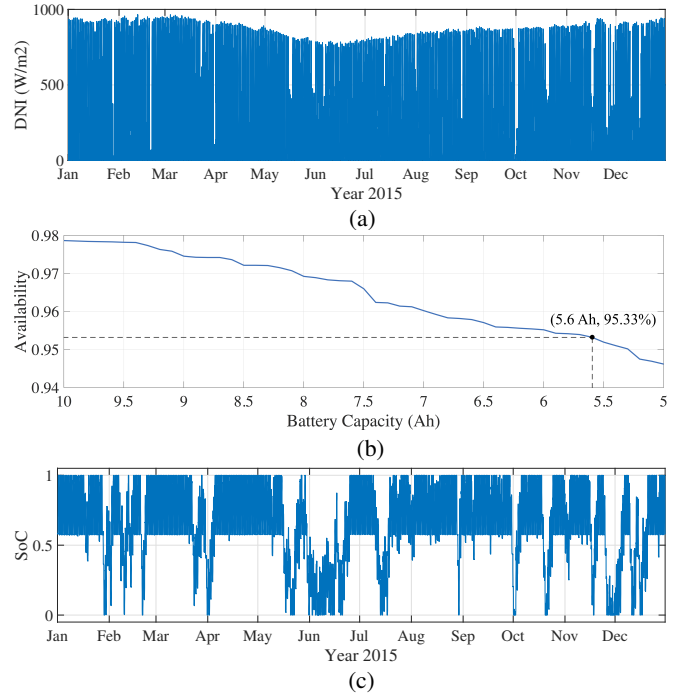 1000
500
0
DNI (W/m2)
Jan Feb Mar Apr May Jun Jul Aug Sep Oct Nov Dec
Year 2015
(a)
0.98
0.97
0.96
0.95
0.94
Availability
(5.6 Ah, 95.33%)
10 9.5 9 8.5 8 7.5 7 6.5 6 5.5 5
Battery Capacity (Ah)
(b)
1
0.5
0
SoC
Jan Feb Mar Apr May Jun Jul Aug Sep Oct Nov Dec
Year 2015
(c)